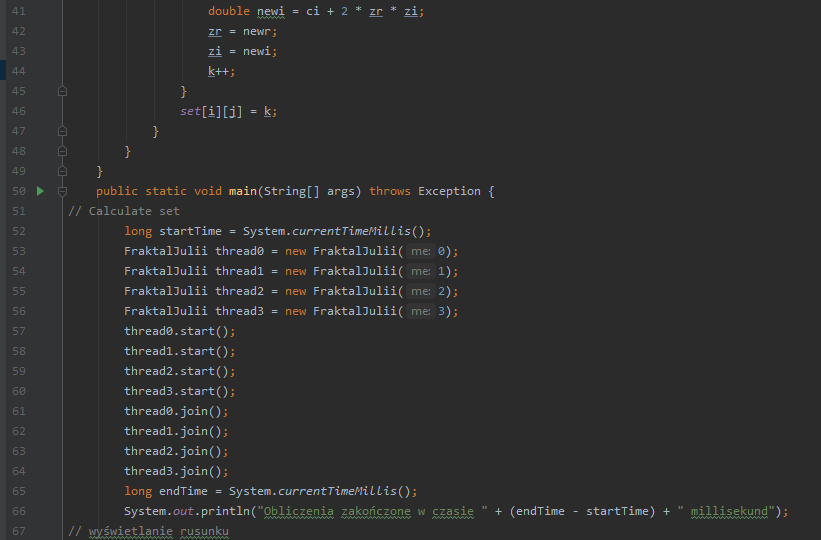 41 double newi = ci + 2 * zr * zi;
42 zr = newr;
43 zi = newi;
44 k++;
45 }
46 set[i][j] = k;
47 }
48 }
49 }
50 public static void main(String[] args) throws Exception {
51 // Calculate set
52 long startTime = System.currentTimeMillis();
53 FraktalJulii thread0 = new FraktalJulii( me: 0);
54 FraktalJulii thread1 = new FraktalJulii( me: 1);
55 FraktalJulii thread2 = new FraktalJulii( me: 2);
56 FraktalJulii thread3 = new FraktalJulii( me: 3);
57 thread0.start();
58 thread1.start();
59 thread2.start();
60 thread3.start();
61 thread0.join();
62 thread1.join();
63 thread2.join();
64 thread3.join();
65 long endTime = System.currentTimeMillis();
66 System.out.println("Obliczenia zakończone w czasie " + (endTime - startTime) + " millisekund");
67 // wyświetlanie rusunku